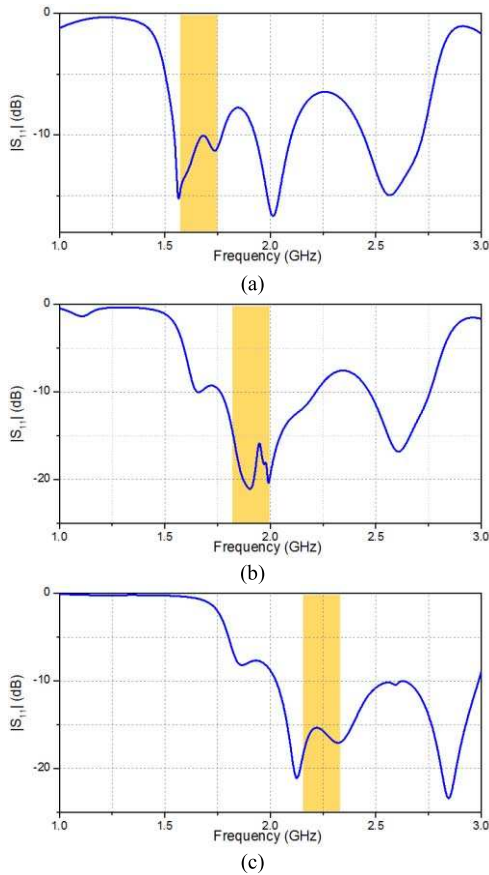 0
-10
|S11| (dB)
1.0 1.5 2.0 2.5 3.0
Frequency (GHz)
(a)
0
-10
-20
|S11| (dB)
1.0 1.5 2.0 2.5 3.0
Frequency (GHz)
(b)
0
-10
-20
|S11| (dB)
1.0 1.5 2.0 2.5 3.0
Frequency (GHz)
(c)